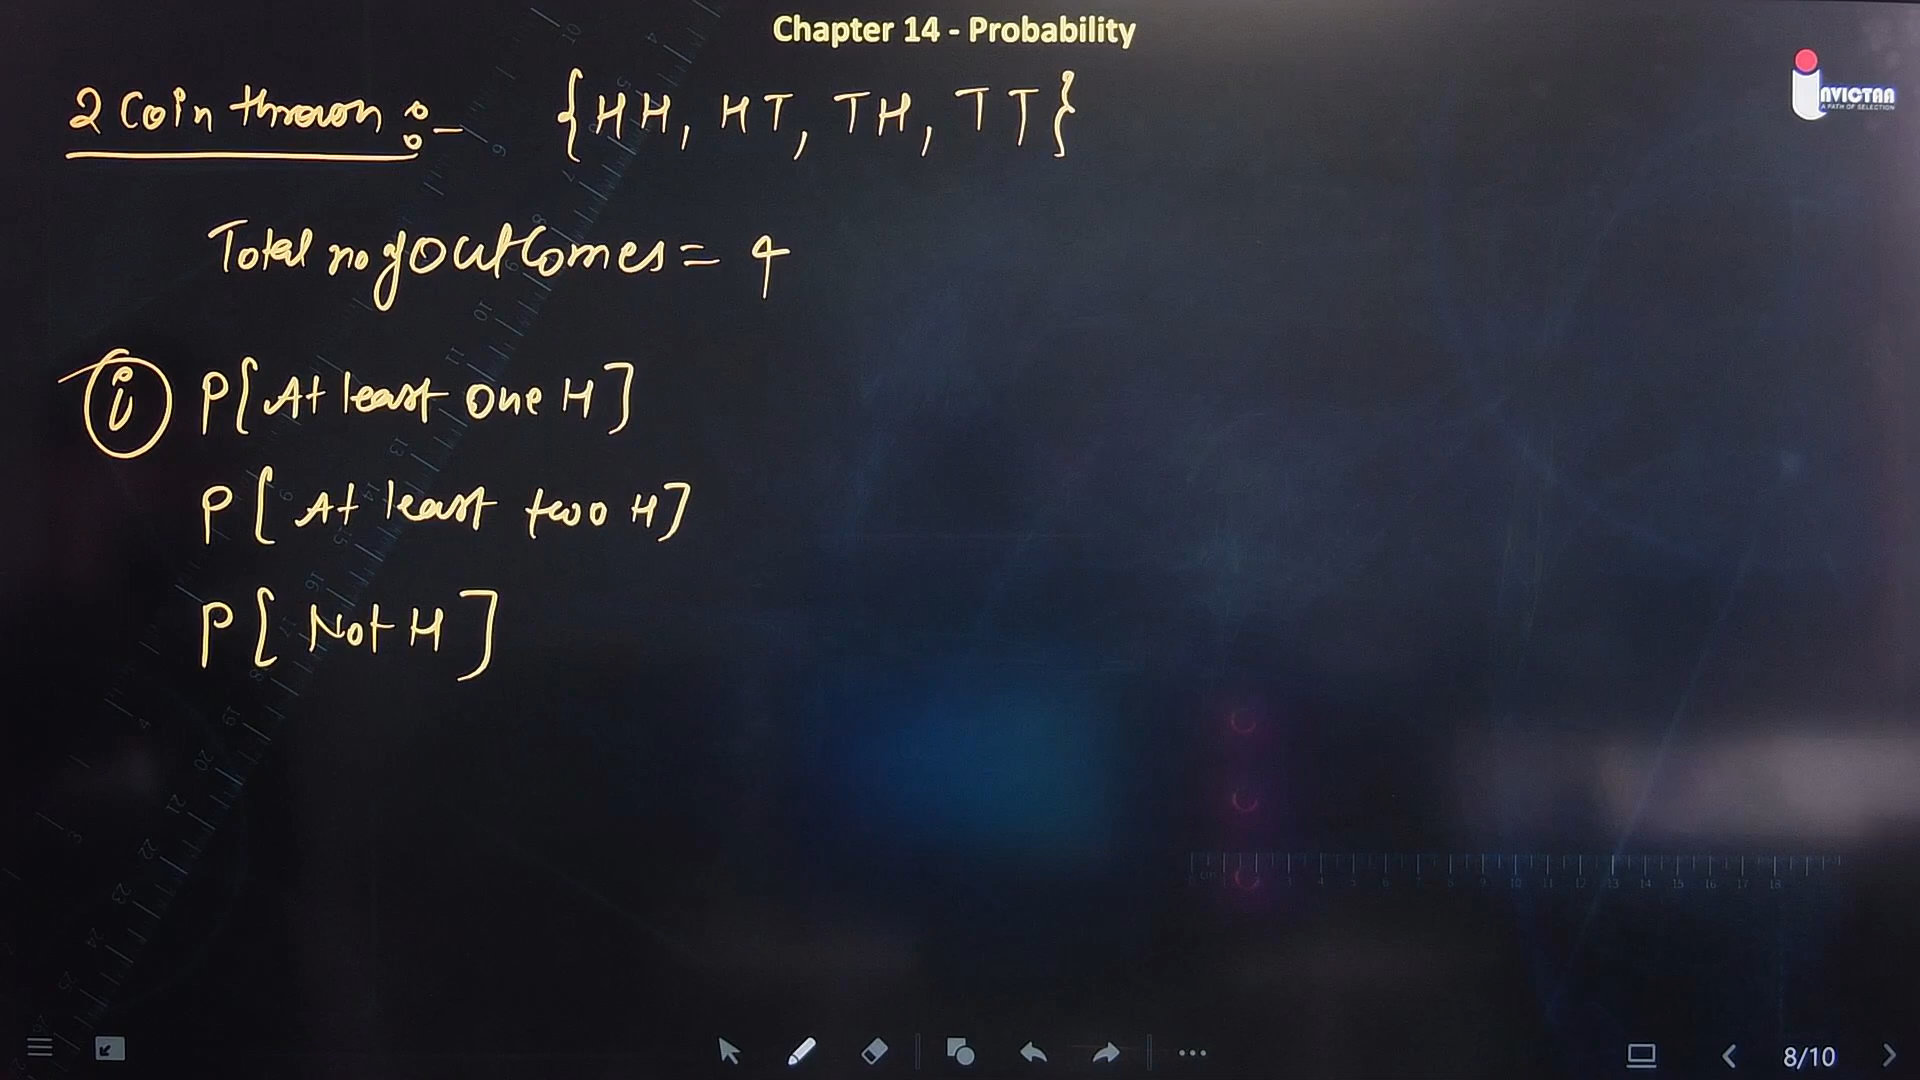 Chapter 14 - Probability
INVICTAA
A PATH OF SELECTION
2 Coin thrown :- {HH, HT, TH, TT}
Total no of outcomes = 4
(i) P[At least one H]
P[At least two H]
P[Not H]
8/10